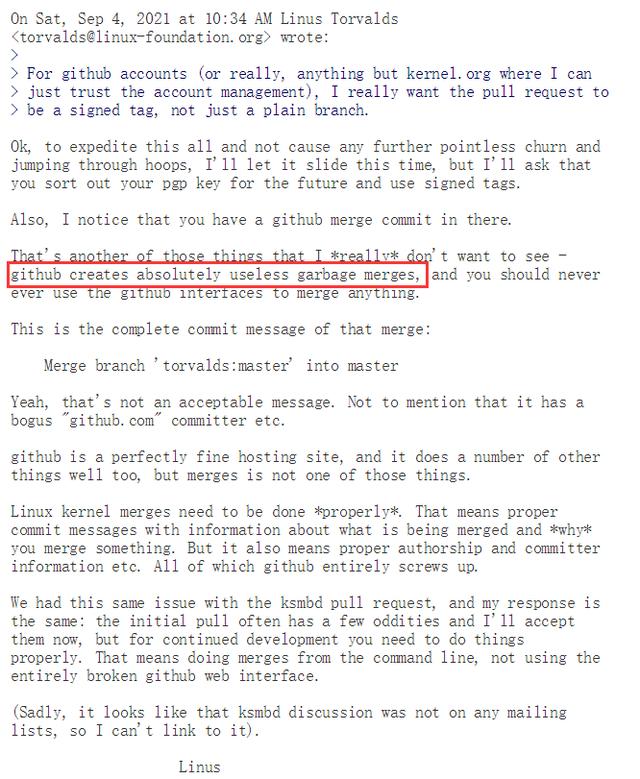 On Sat, Sep 4, 2021 at 10:34 AM Linus Torvalds
<torvalds@linux-foundation.org> wrote:
>
> For github accounts (or really, anything but kernel.org where I can
> just trust the account management), I really want the pull request to
> be a signed tag, not just a plain branch.
Ok, to expedite this all and not cause any further pointless churn and
jumping through hoops, I'll let it slide this time, but I'll ask that
you sort out your pgp key for the future and use signed tags.
Also, I notice that you have a github merge commit in there.
That's another of those things that I *really* don't want to see -
github creates absolutely useless garbage merges, and you should never
ever use the github interfaces to merge anything.
This is the complete commit message of that merge:
Merge branch 'torvalds:master' into master
Yeah, that's not an acceptable message. Not to mention that it has a
bogus "github.com" committer etc.
github is a perfectly fine hosting site, and it does a number of other
things well too, but merges is not one of those things.
Linux kernel merges need to be done *properly*. That means proper
commit messages with information about what is being merged and *why*
you merge something. But it also means proper authorship and committer
information etc. All of which github entirely screws up.
We had this same issue with the ksmbd pull request, and my response is
the same: the initial pull often has a few oddities and I'll accept
them now, but for continued development you need to do things
properly. That means doing merges from the command line, not using the
entirely broken github web interface.
(Sadly, it looks like that ksmbd discussion was not on any mailing
lists, so I can't link to it).
Linus